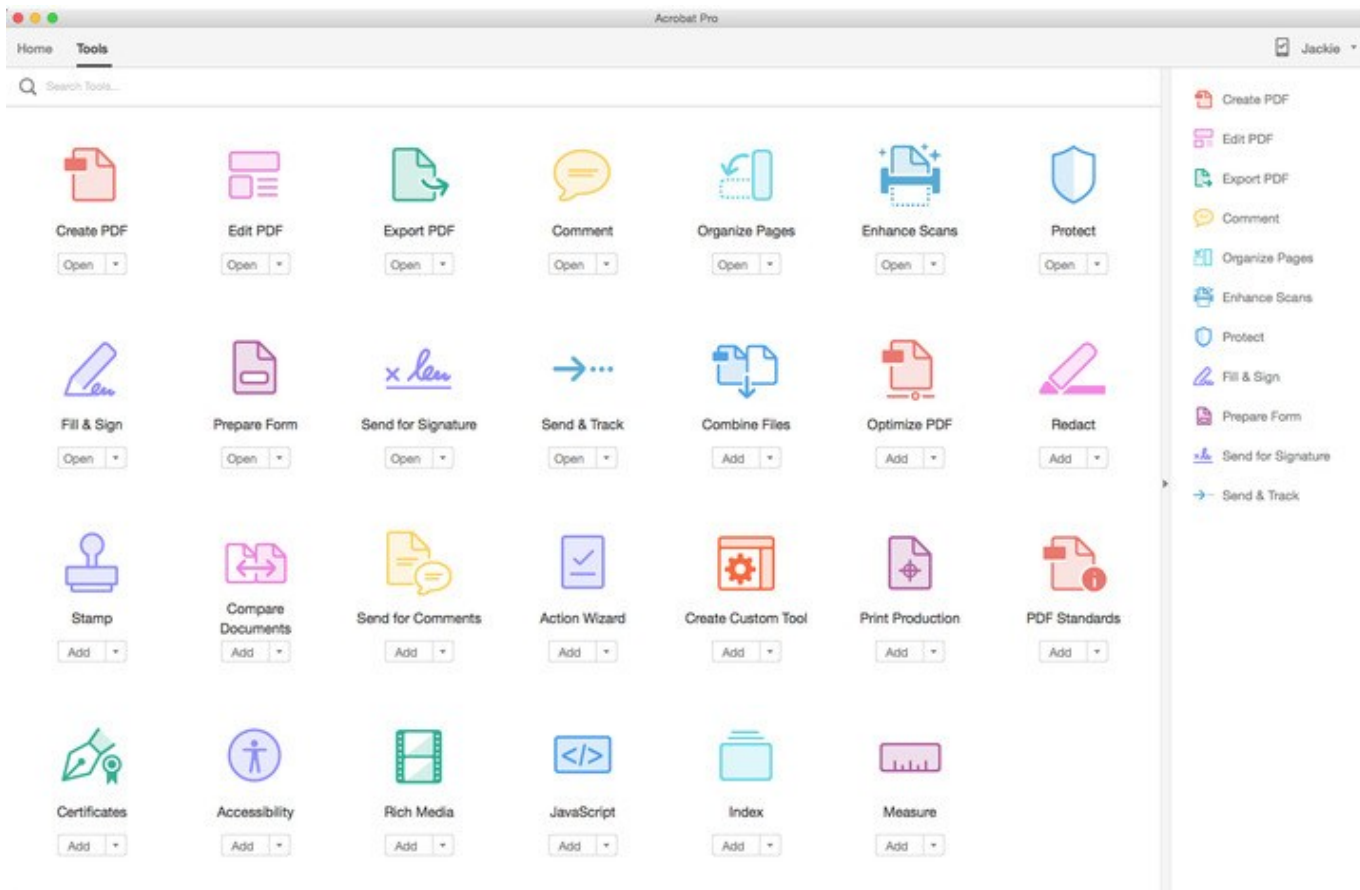 Acrobat Pro
Home Tools Jackie
Search Tools...
Create PDF Edit PDF Export PDF Comment Organize Pages Enhance Scans Protect
Open Open Open Open Open Open Open
Fill & Sign Prepare Form Send for Signature Send & Track Combine Files Optimize PDF Redact
Open Open Open Open Add Add Add
Stamp Compare Documents Send for Comments Action Wizard Create Custom Tool Print Production PDF Standards
Add Add Add Add Add Add Add
Certificates Accessibility Rich Media JavaScript Index Measure
Add Add Add Add Add Add
Create PDF
Edit PDF
Export PDF
Comment
Organize Pages
Enhance Scans
Protect
Fill & Sign
Prepare Form
Send for Signature
Send & Track